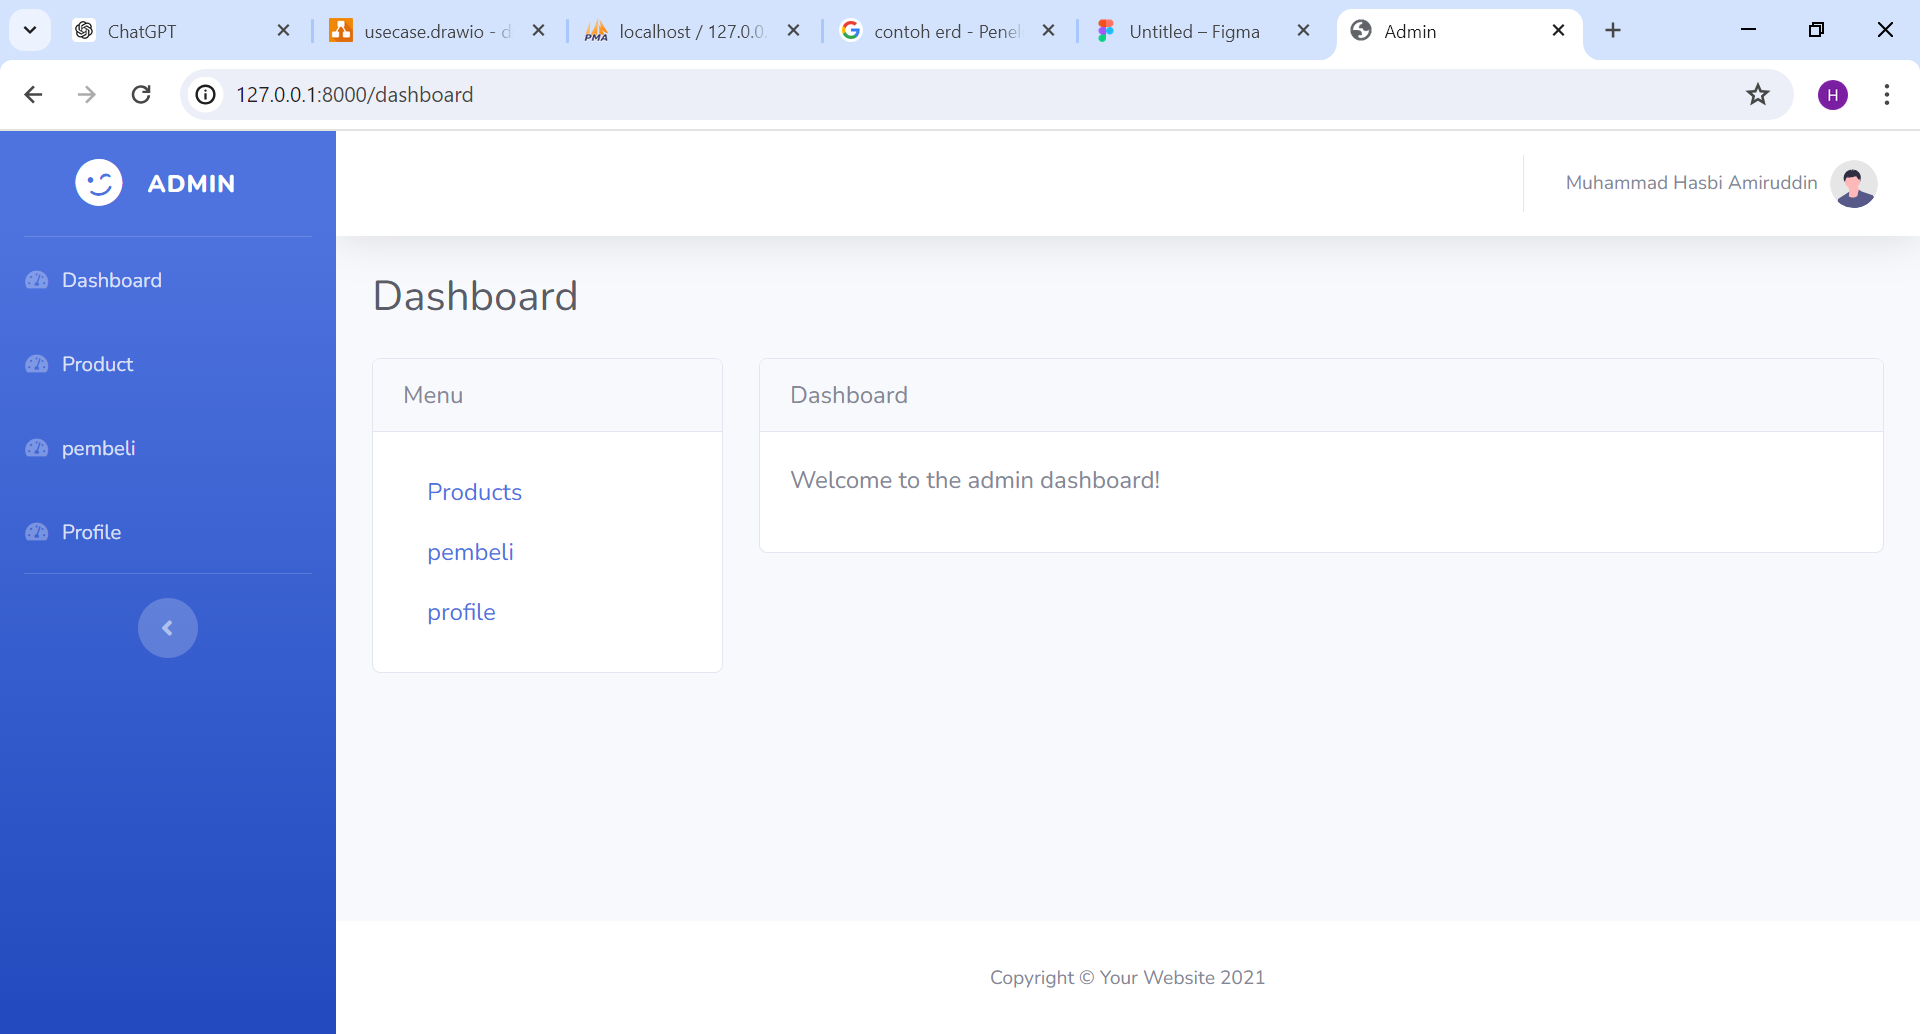 ChatGPT
usecase.drawio - d
localhost / 127.0.0.
contoh erd - Penel
Untitled – Figma
Admin
127.0.0.1:8000/dashboard
H
ADMIN
Muhammad Hasbi Amiruddin
Dashboard
Product
pembeli
Profile
Dashboard
Menu
Products
pembeli
profile
Dashboard
Welcome to the admin dashboard!
Copyright © Your Website 2021
PMA